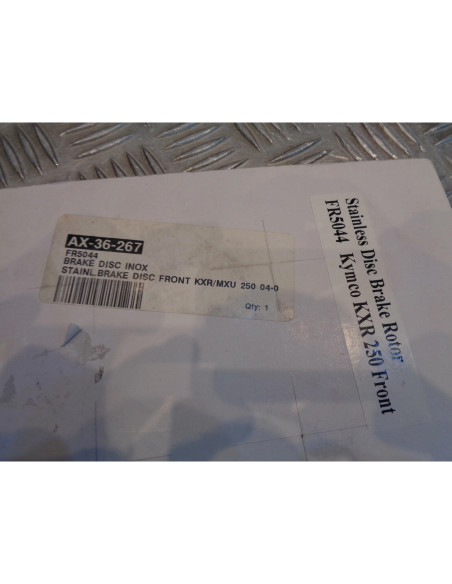 AX-36-267
FR5044
BRAKE DISC INOX
STAINL.BRAKE DISC FRONT KXR/MXU 250 04-0
Qty: 1
Stainless Disc Brake Rotor
FR5044 Kymco KXR 250 Front